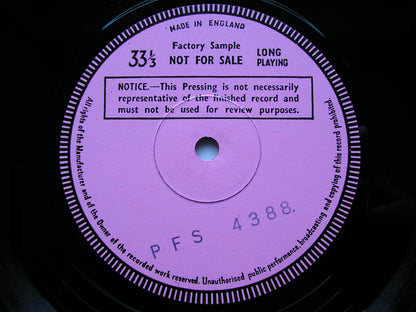 MADE IN ENGLAND
Factory Sample
33⅓ NOT FOR SALE LONG PLAYING
NOTICE.—This Pressing is not necessarily
representative of the finished record and
must not be used for review purposes.
PFS 4388.
All rights of the Manufacturer and of the Owner of the recorded work reserved. Unauthorised public performance, broadcasting and copying of this record prohibited.